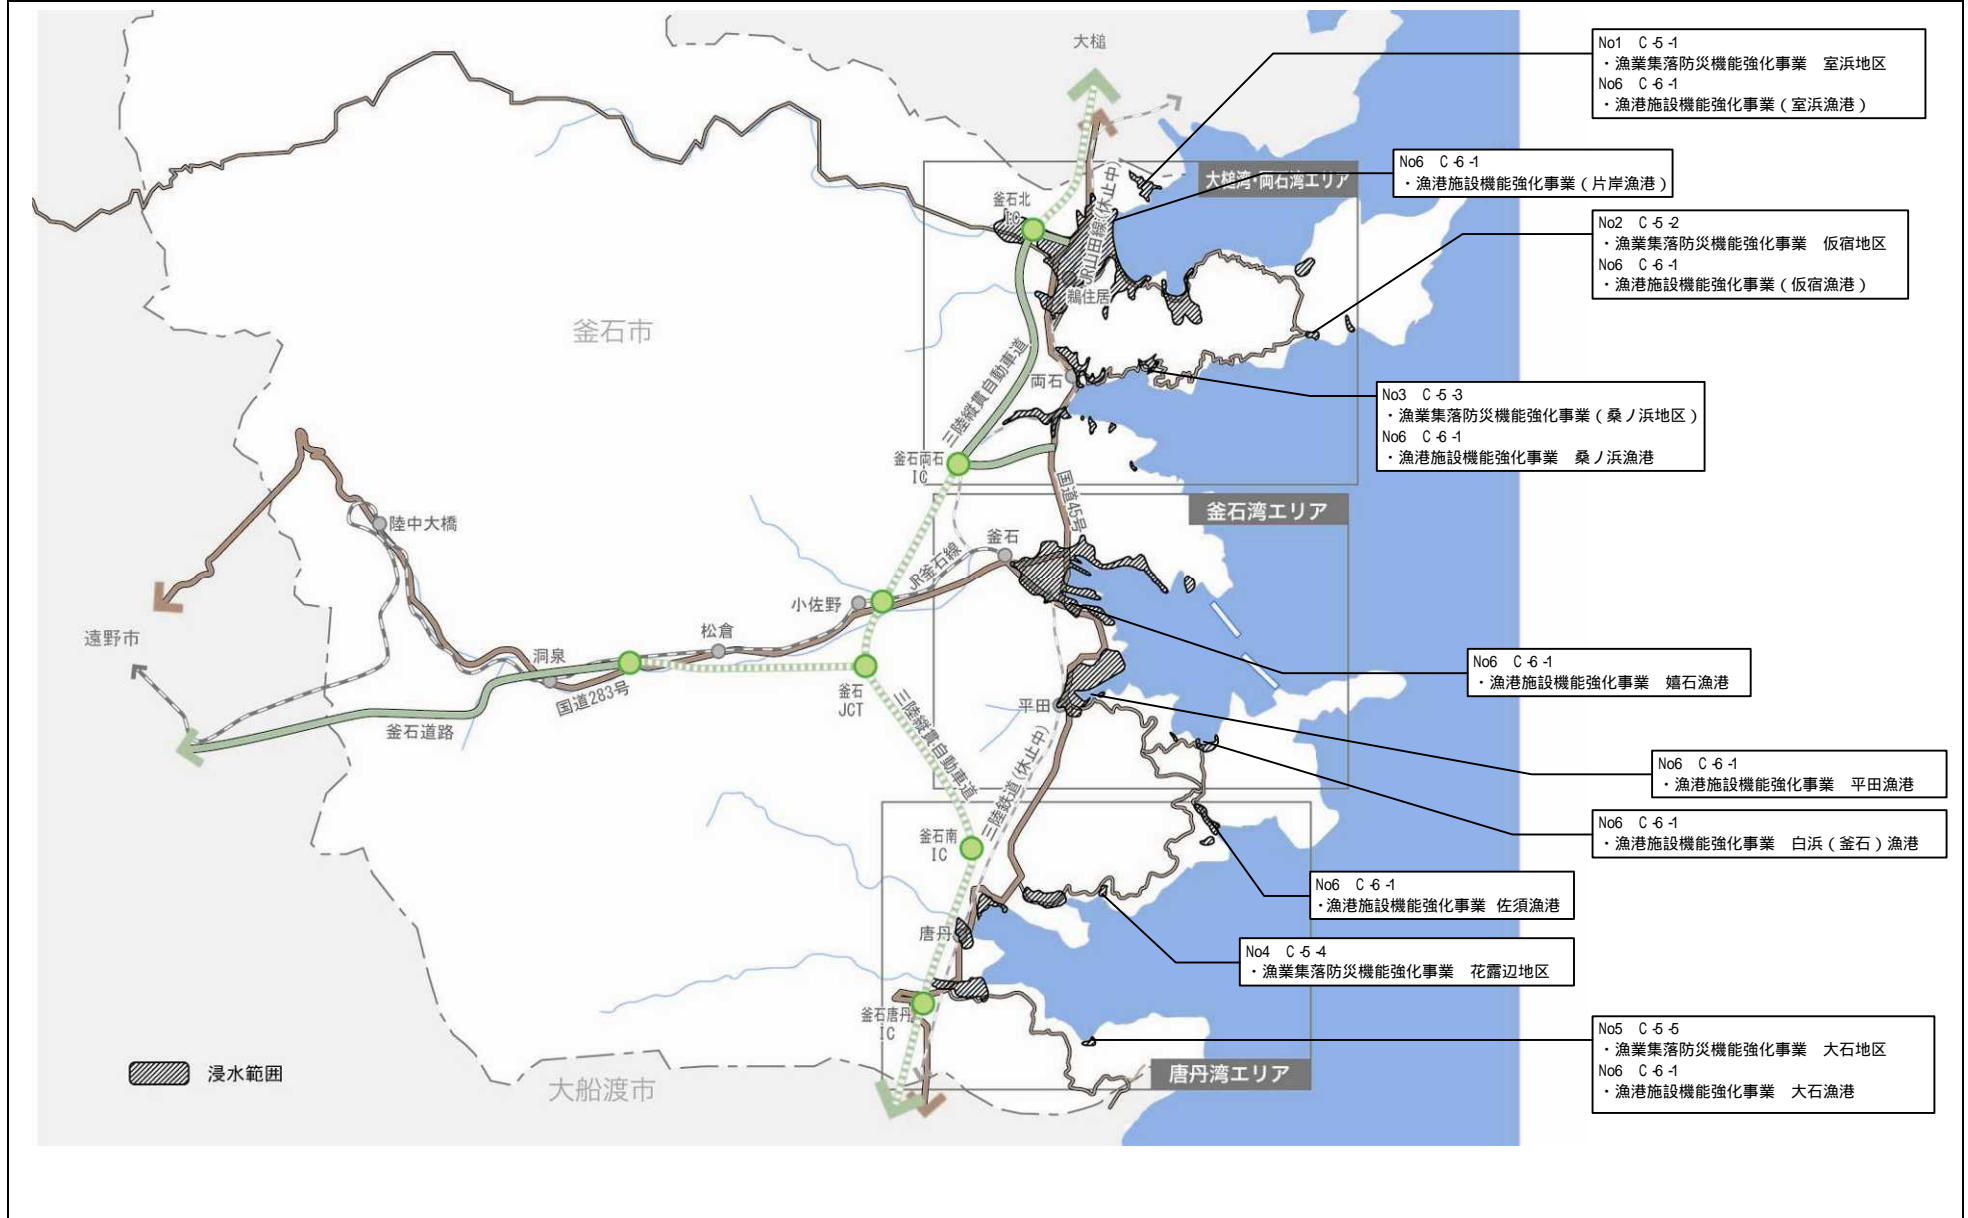 大槌
No1 C-5-1
・漁業集落防災機能強化事業 室浜地区
No6 C-6-1
・漁港施設機能強化事業（室浜漁港）
大槌湾・両石湾エリア
No6 C-6-1
・漁港施設機能強化事業（片岸漁港）
釜石北
IC
JR山田線(休止中)
鵜住居
No2 C-5-2
・漁業集落防災機能強化事業 仮宿地区
No6 C-6-1
・漁港施設機能強化事業（仮宿漁港）
釜石市
三陸縦貫自動車道
両石
No3 C-5-3
・漁業集落防災機能強化事業（桑ノ浜地区）
No6 C-6-1
・漁港施設機能強化事業 桑ノ浜漁港
釜石両石
IC
国道45号
釜石湾エリア
陸中大橋
釜石
JR釜石線
小佐野
遠野市
松倉
洞泉
国道283号
釜石道路
釜石
JCT
三陸縦貫自動車道
平田
No6 C-6-1
・漁港施設機能強化事業 嬉石漁港
三陸鉄道(休止中)
No6 C-6-1
・漁港施設機能強化事業 平田漁港
No6 C-6-1
・漁港施設機能強化事業 白浜（釜石）漁港
釜石南
IC
No6 C-6-1
・漁港施設機能強化事業 佐須漁港
唐丹
No4 C-5-4
・漁業集落防災機能強化事業 花露辺地区
釜石唐丹
IC
No5 C-5-5
・漁業集落防災機能強化事業 大石地区
No6 C-6-1
・漁港施設機能強化事業 大石漁港
唐丹湾エリア
浸水範囲
大船渡市